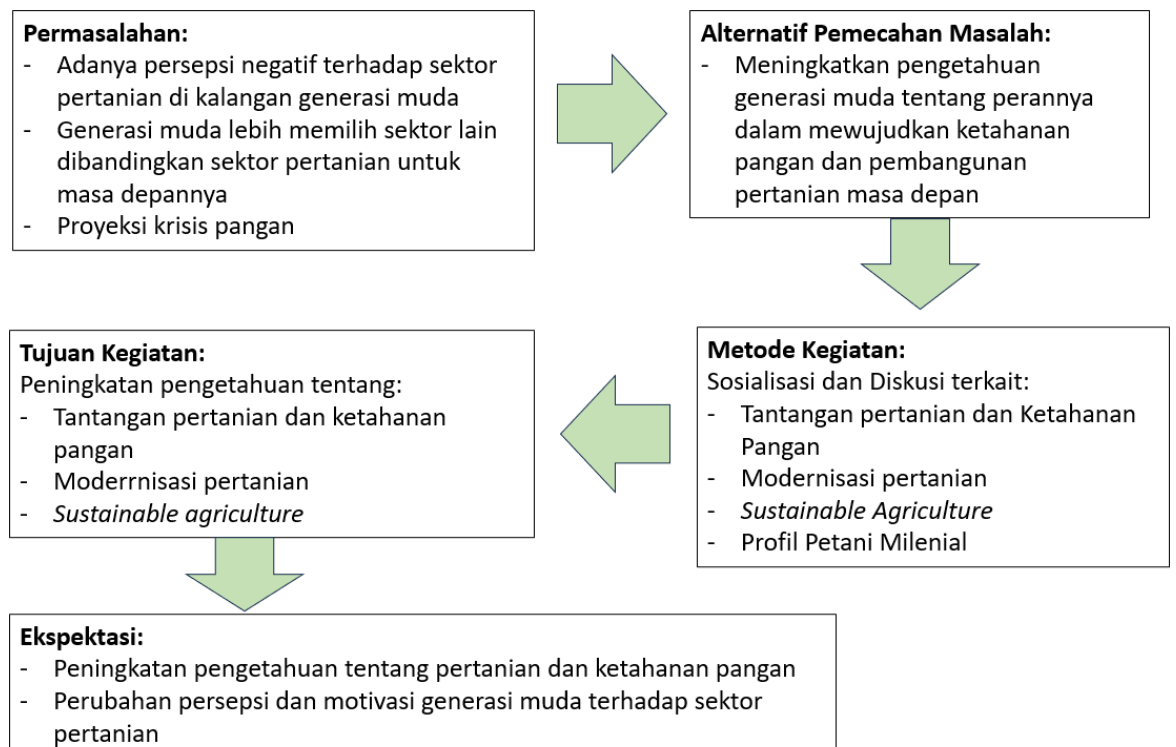 Permasalahan:
- Adanya persepsi negatif terhadap sektor
pertanian di kalangan generasi muda
- Generasi muda lebih memilih sektor lain
dibandingkan sektor pertanian untuk
masa depannya
- Proyeksi krisis pangan
Alternatif Pemecahan Masalah:
- Meningkatkan pengetahuan
generasi muda tentang perannya
dalam mewujudkan ketahanan
pangan dan pembangunan
pertanian masa depan
Metode Kegiatan:
Sosialisasi dan Diskusi terkait:
- Tantangan pertanian dan Ketahanan
Pangan
- Modernisasi pertanian
- Sustainable Agriculture
- Profil Petani Milenial
Tujuan Kegiatan:
Peningkatan pengetahuan tentang:
- Tantangan pertanian dan ketahanan
pangan
- Moderrnisasi pertanian
- Sustainable agriculture
Ekspektasi:
- Peningkatan pengetahuan tentang pertanian dan ketahanan pangan
- Perubahan persepsi dan motivasi generasi muda terhadap sektor
pertanian